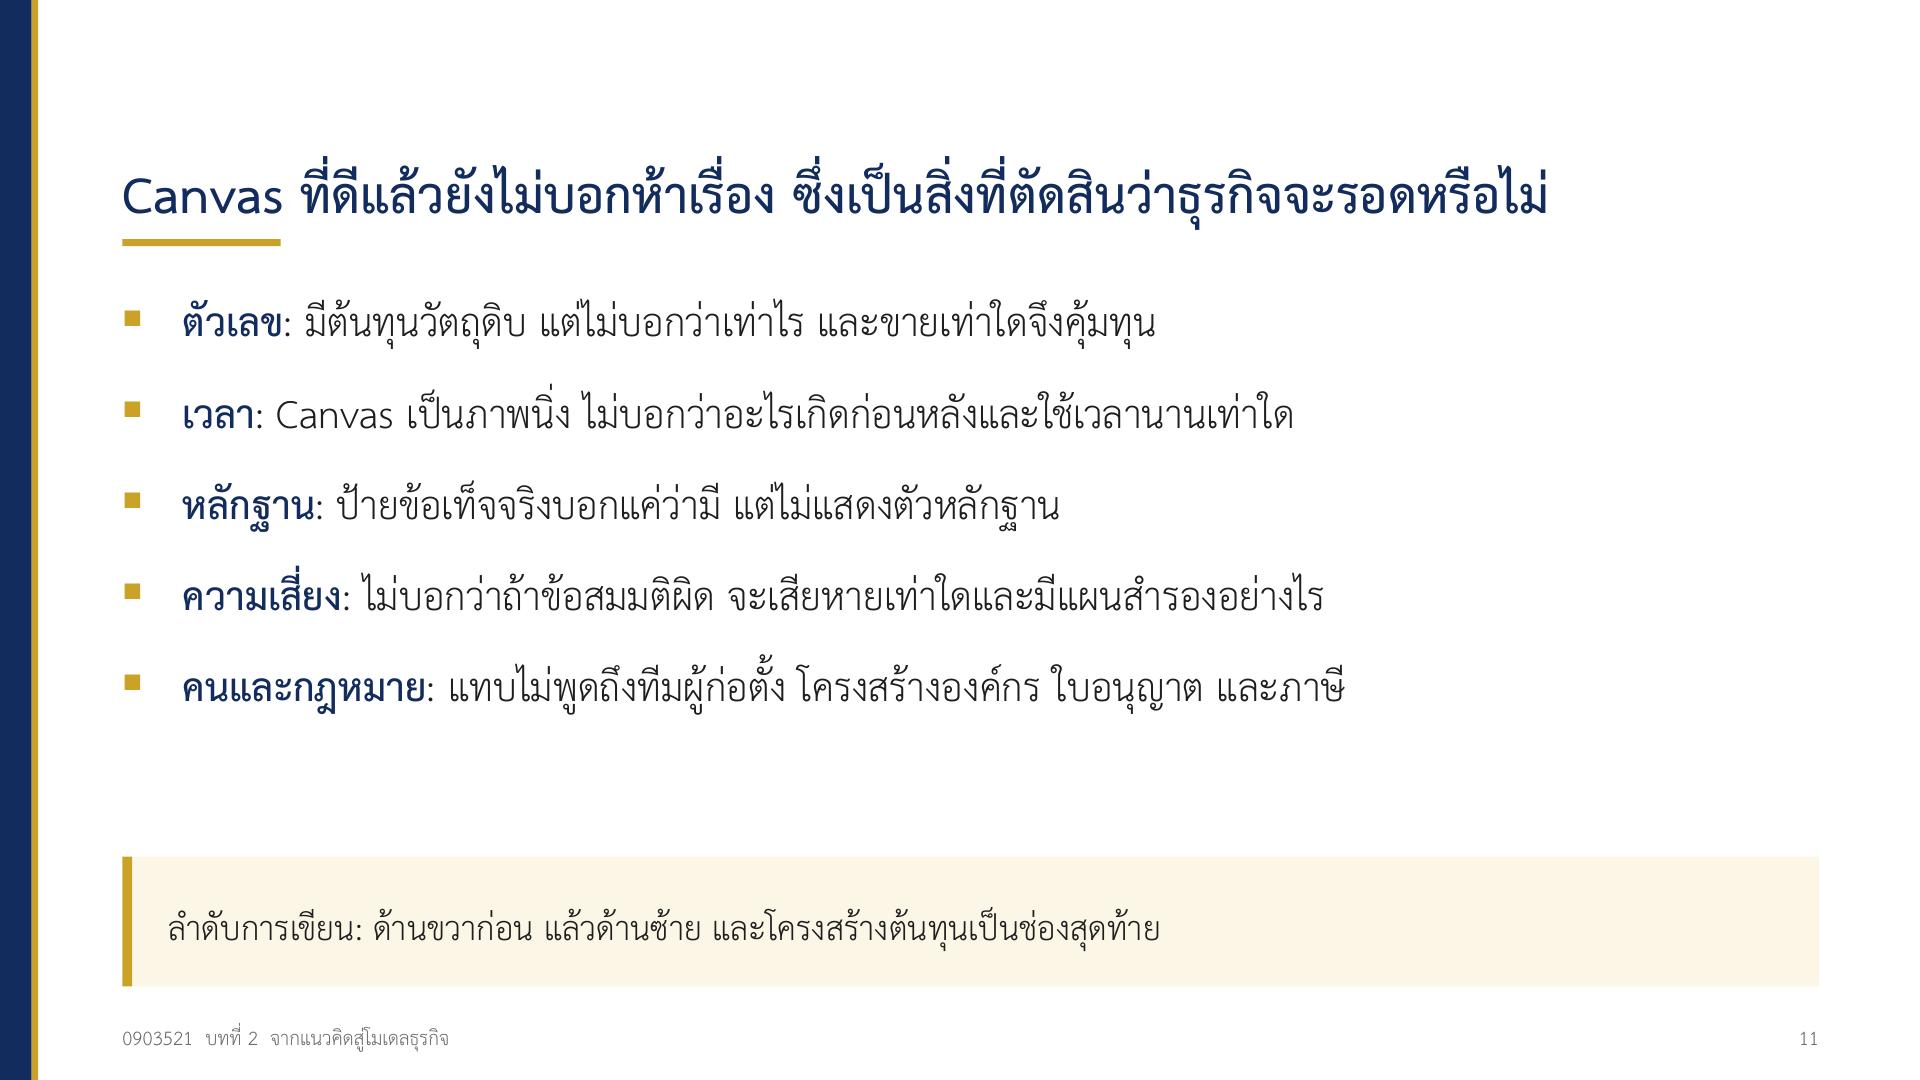 Canvas ที่ดีแล้วยังไม่บอกห้าเรื่อง ซึ่งเป็นสิ่งที่ตัดสินว่าธุรกิจจะรอดหรือไม่
ตัวเลข: มีต้นทุนวัตถุดิบ แต่ไม่บอกว่าเท่าไร และขายเท่าใดจึงคุ้มทุน
เวลา: Canvas เป็นภาพนิ่ง ไม่บอกว่าอะไรเกิดก่อนหลังและใช้เวลานานเท่าใด
หลักฐาน: ป้ายข้อเท็จจริงบอกแค่ว่ามี แต่ไม่แสดงตัวหลักฐาน
ความเสี่ยง: ไม่บอกว่าถ้าข้อสมมติผิด จะเสียหายเท่าใดและมีแผนสำรองอย่างไร
คนและกฎหมาย: แทบไม่พูดถึงทีมผู้ก่อตั้ง โครงสร้างองค์กร ใบอนุญาต และภาษี
ลำดับการเขียน: ด้านขวาก่อน แล้วด้านซ้าย และโครงสร้างต้นทุนเป็นช่องสุดท้าย
0903521 บทที่ 2 จากแนวคิดสู่โมเดลธุรกิจ
11